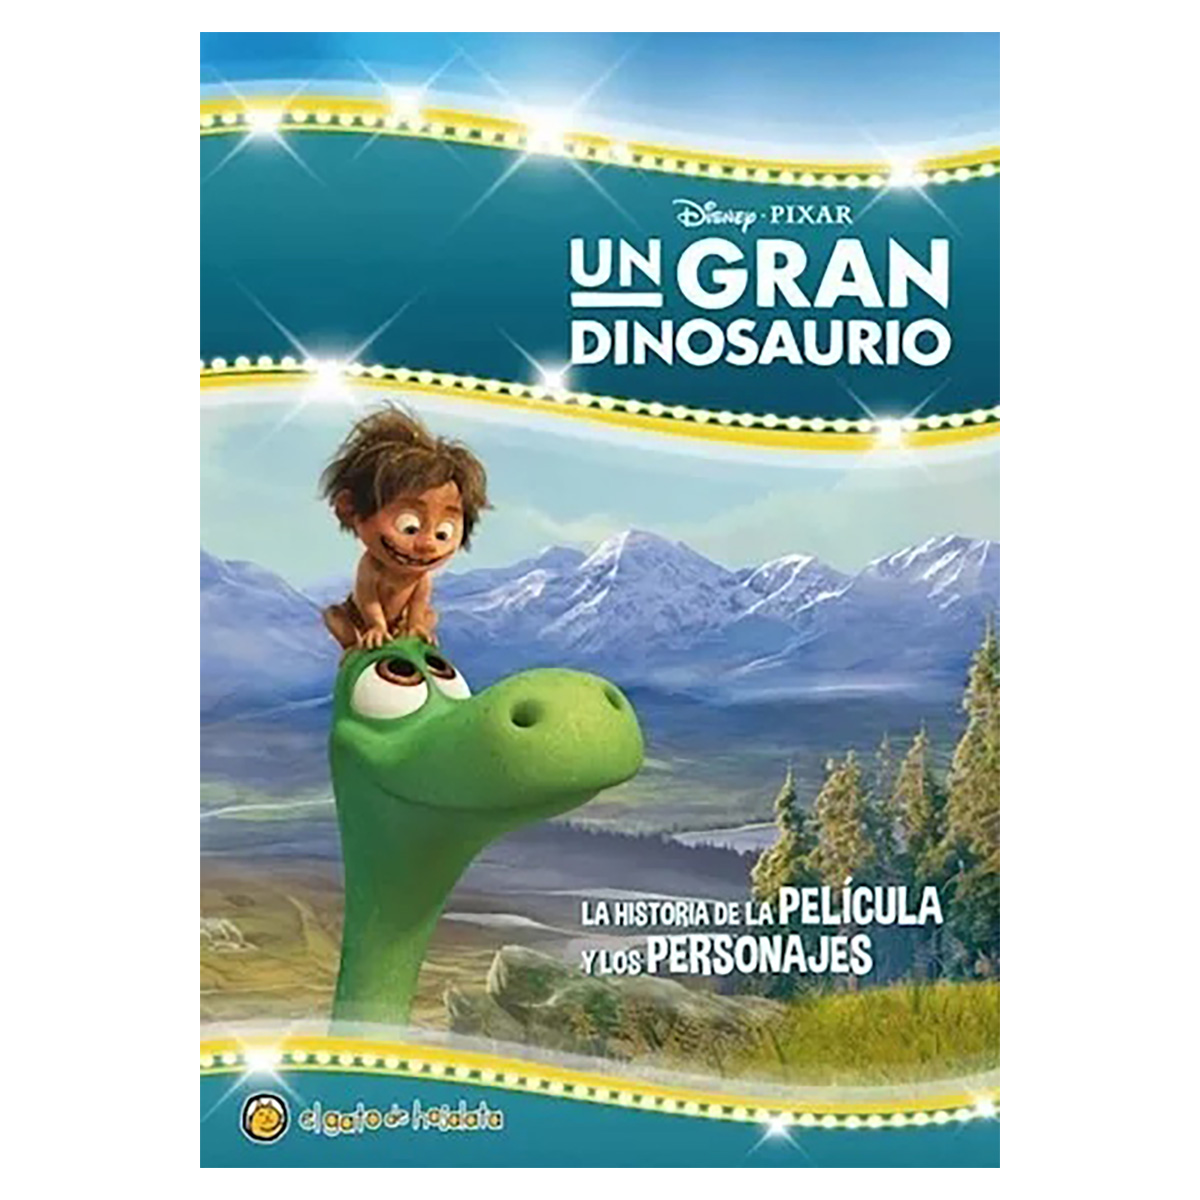 Disney · PIXAR
UN GRAN
DINOSAURIO
LA HISTORIA DE LA PELÍCULA
Y LOS PERSONAJES
el gato de hojalata